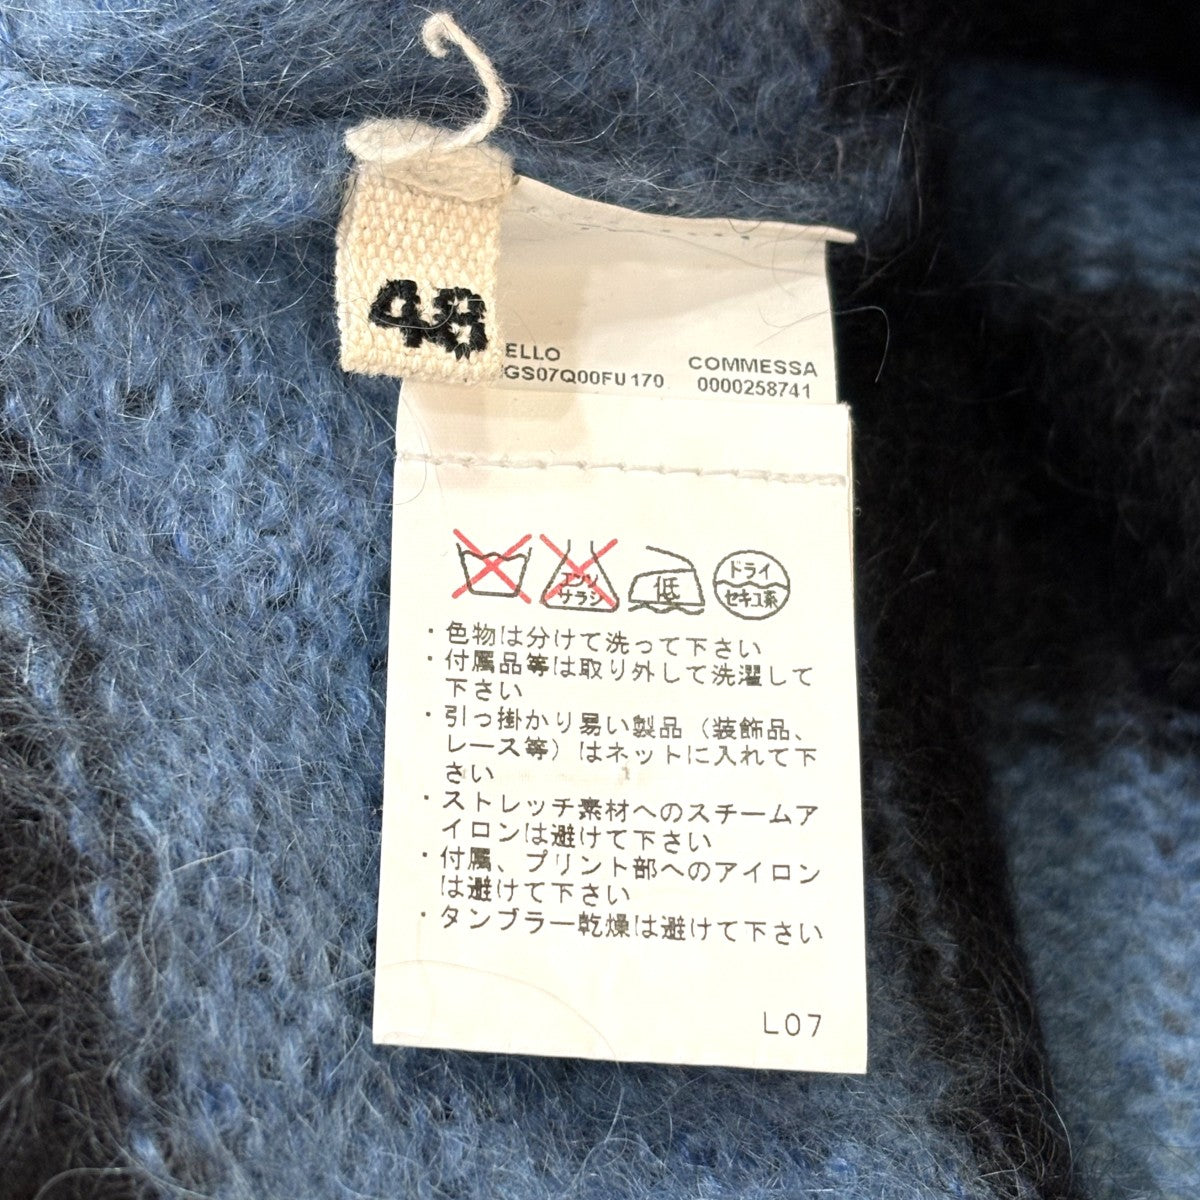 48
ELLO COMMESSA
GS07Q00FU170 0000258741
エンソ
サラシ
低
ドライ
セキユ系
・色物は分けて洗って下さい
・付属品等は取り外して洗濯して
下さい
・引っ掛かり易い製品（装飾品、
レース等）はネットに入れて下
さい
・ストレッチ素材へのスチームア
イロンは避けて下さい
・付属、プリント部へのアイロン
は避けて下さい
・タンブラー乾燥は避けて下さい
L07